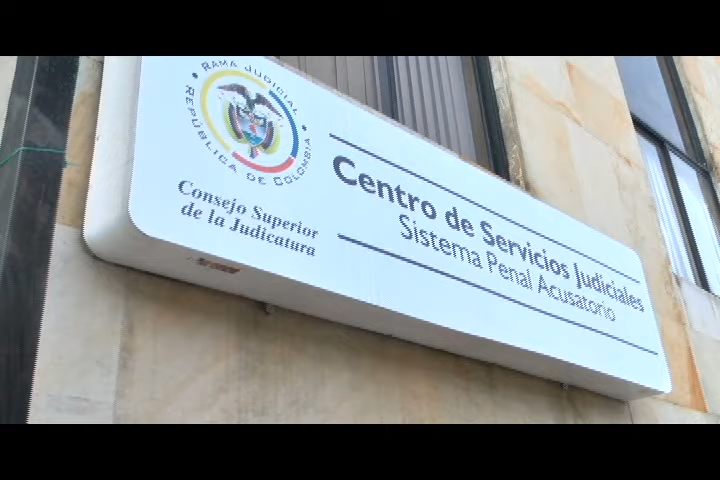 RAMA JUDICIAL
REPÚBLICA DE COLOMBIA
Consejo Superior
de la Judicatura
Centro de Servicios Judiciales
Sistema Penal Acusatorio